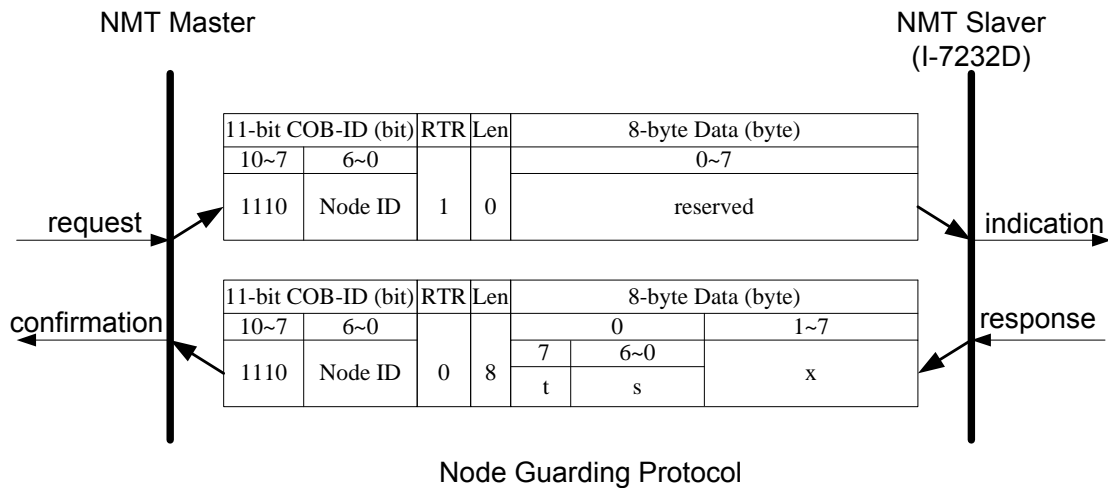 NMT Master
NMT Slaver
(I-7232D)
11-bit COB-ID (bit) RTR Len 8-byte Data (byte)
10~7 6~0 0~7
1110 Node ID 1 0 reserved
request
indication
11-bit COB-ID (bit) RTR Len 8-byte Data (byte)
confirmation
response
10~7 6~0 0 1~7
7 6~0
1110 Node ID 0 8 x
t s
Node Guarding Protocol